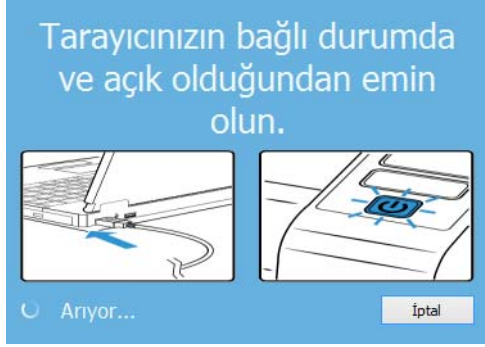 Tarayıcınızın bağlı durumda
ve açık olduğundan emin
olun.
Arıyor...
İptal